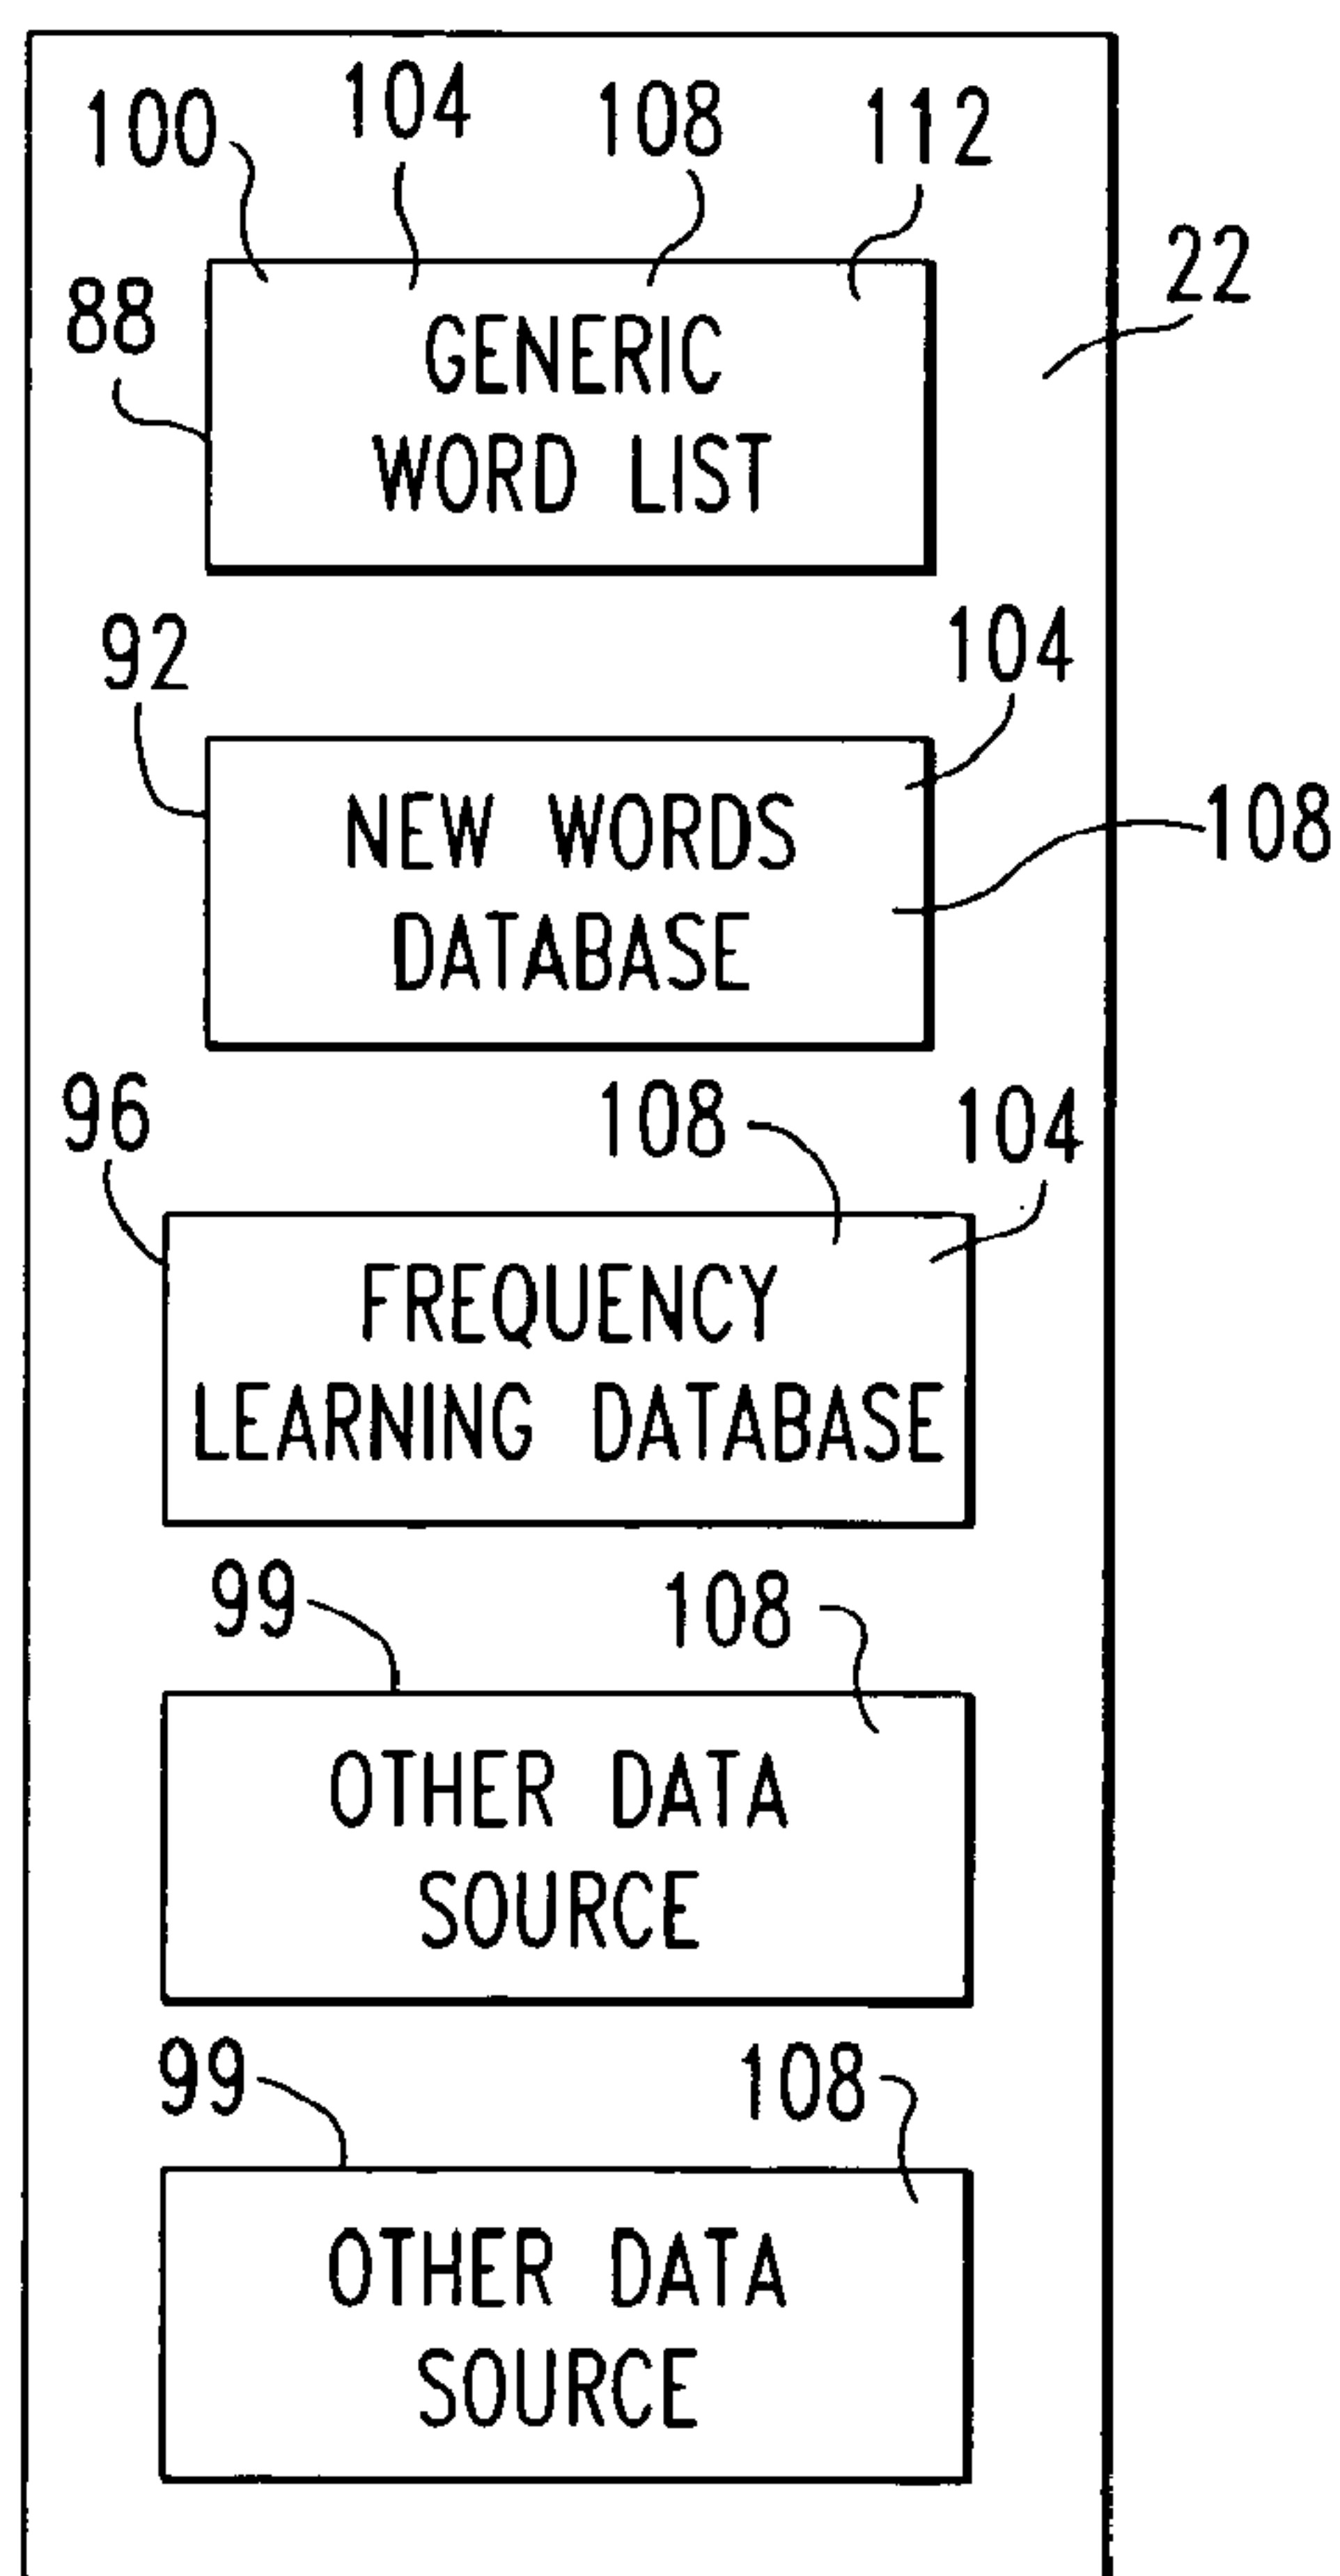 100 104 108 112
22
88
GENERIC
WORD LIST
92 104
108
NEW WORDS
DATABASE
96 108 104
FREQUENCY
LEARNING DATABASE
99 108
OTHER DATA
SOURCE
99 108
OTHER DATA
SOURCE